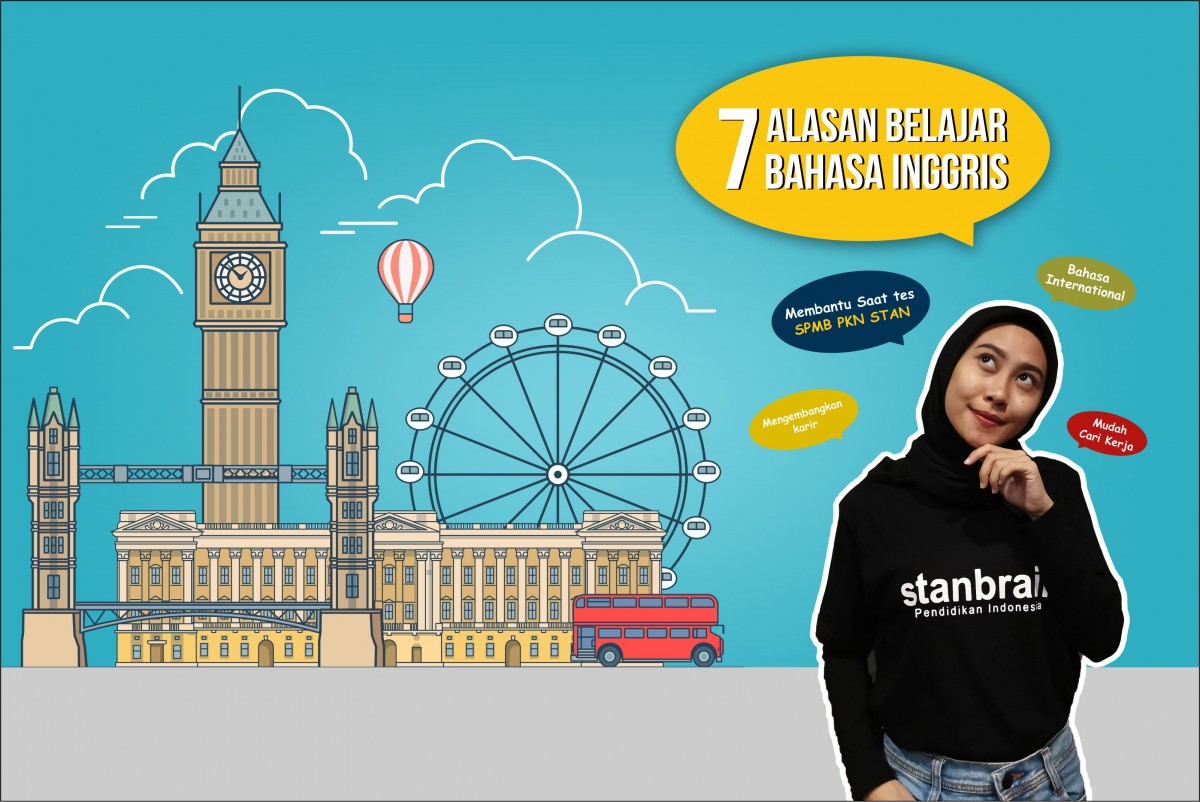 7 ALASAN BELAJAR
BAHASA INGGRIS
Bahasa
International
Membantu Saat tes
SPMB PKN STAN
Mengembangkan
karir
Mudah
Cari Kerja
Pendidikan Indonesia